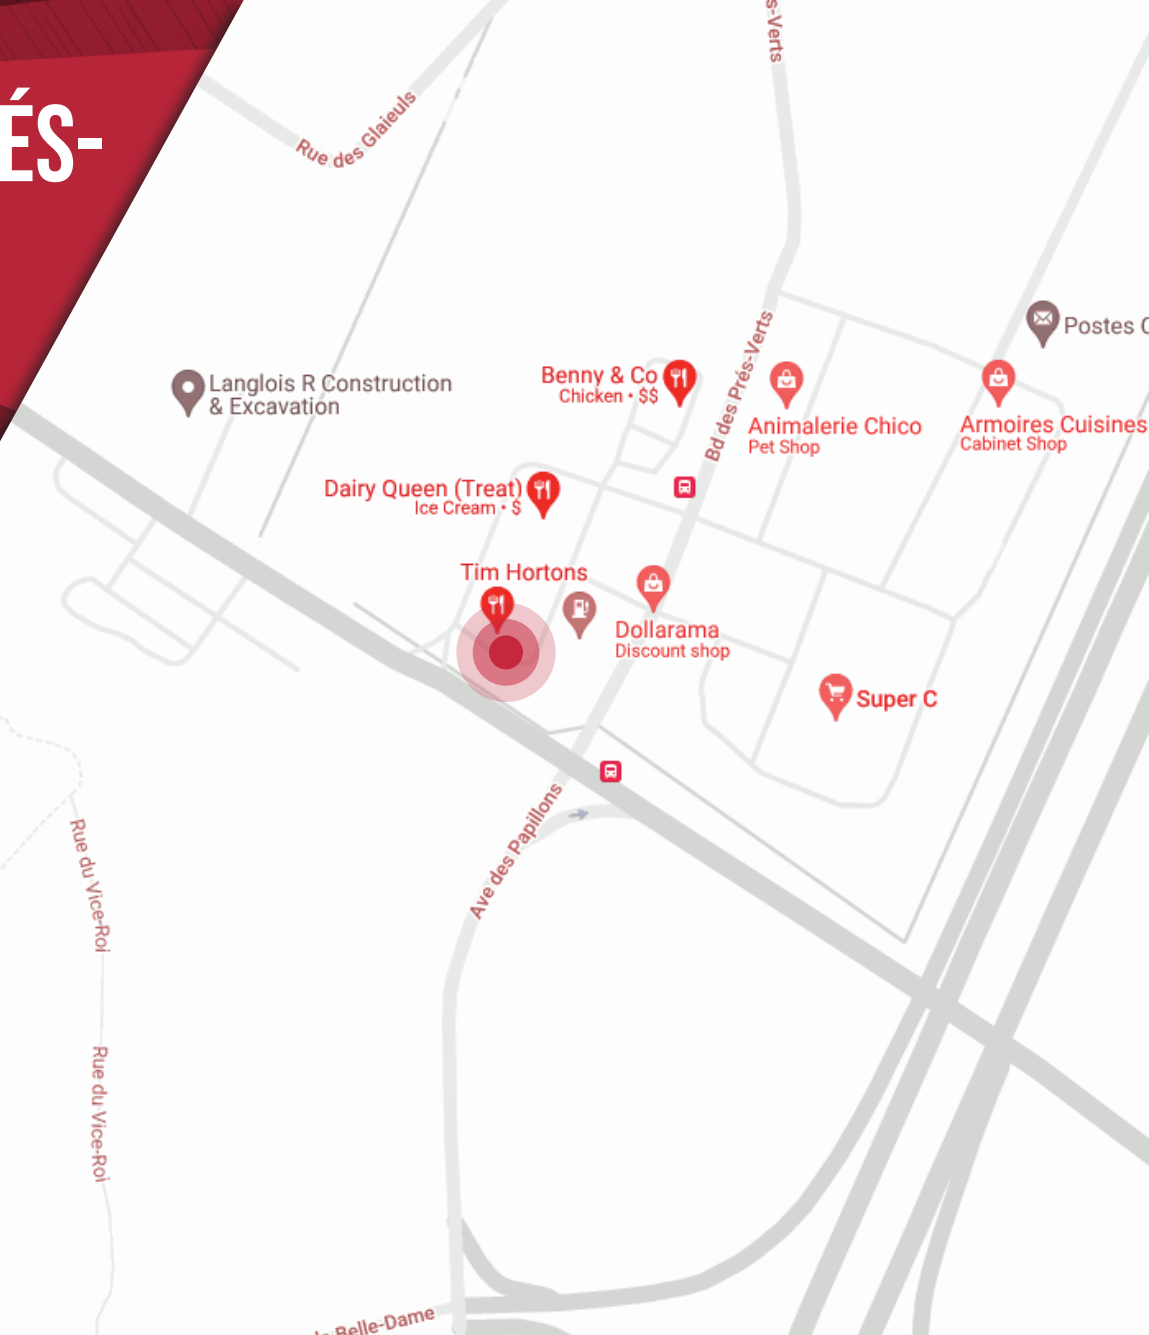 ÉS-
s-Verts
Rue des Glaïeuls
Postes C
Bd des Prés-Verts
Langlois R Construction
& Excavation
Benny & Co
Chicken • $$
Animalerie Chico
Pet Shop
Armoires Cuisines
Cabinet Shop
Dairy Queen (Treat)
Ice Cream • $
Tim Hortons
Dollarama
Discount shop
Super C
Ave des Papillons
Rue du Vice-Roi
Rue du Vice-Roi
Belle-Dame